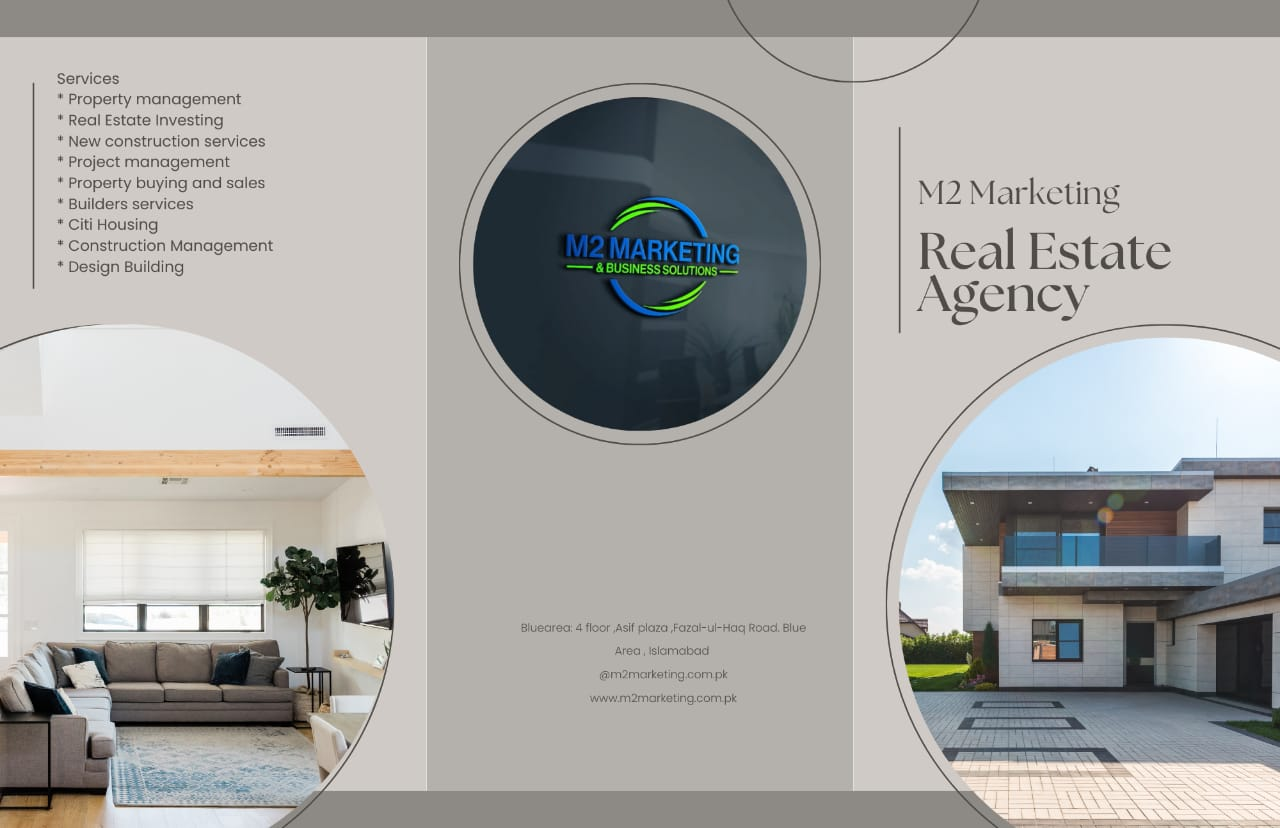 Services
* Property management
* Real Estate Investing
* New construction services
* Project management
* Property buying and sales
* Builders services
* Citi Housing
* Construction Management
* Design Building
M2 MARKETING
& BUSINESS SOLUTIONS
Bluearea: 4 floor ,Asif plaza ,Fazal-ul-Haq Road. Blue
Area , Islamabad
@m2marketing.com.pk
www.m2marketing.com.pk
M2 Marketing
Real Estate
Agency